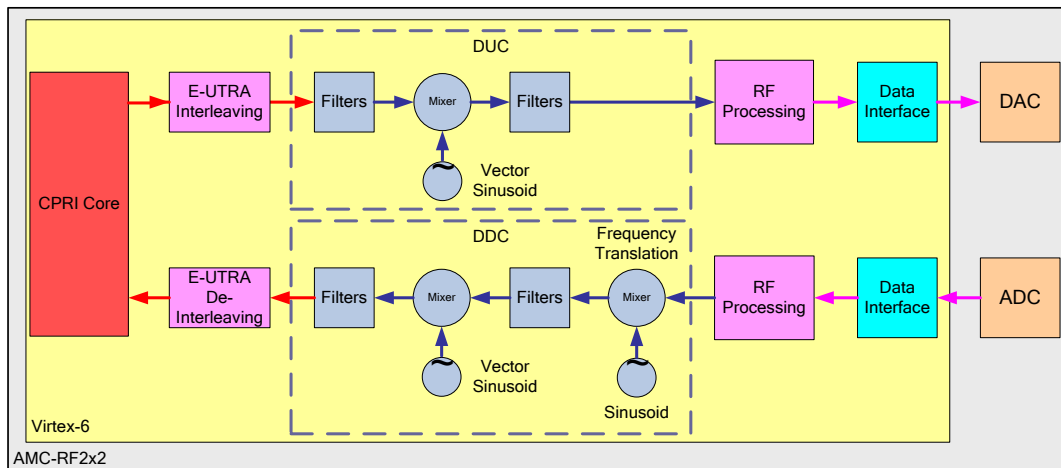 DUC
CPRI Core
E-UTRA
Interleaving
Filters
Mixer
Filters
Vector
Sinusoid
~
RF
Processing
Data
Interface
DAC
DDC
Frequency
Translation
E-UTRA
De-
Interleaving
Filters
Mixer
Filters
Mixer
~
Vector
Sinusoid
~
Sinusoid
RF
Processing
Data
Interface
ADC
Virtex-6
AMC-RF2x2